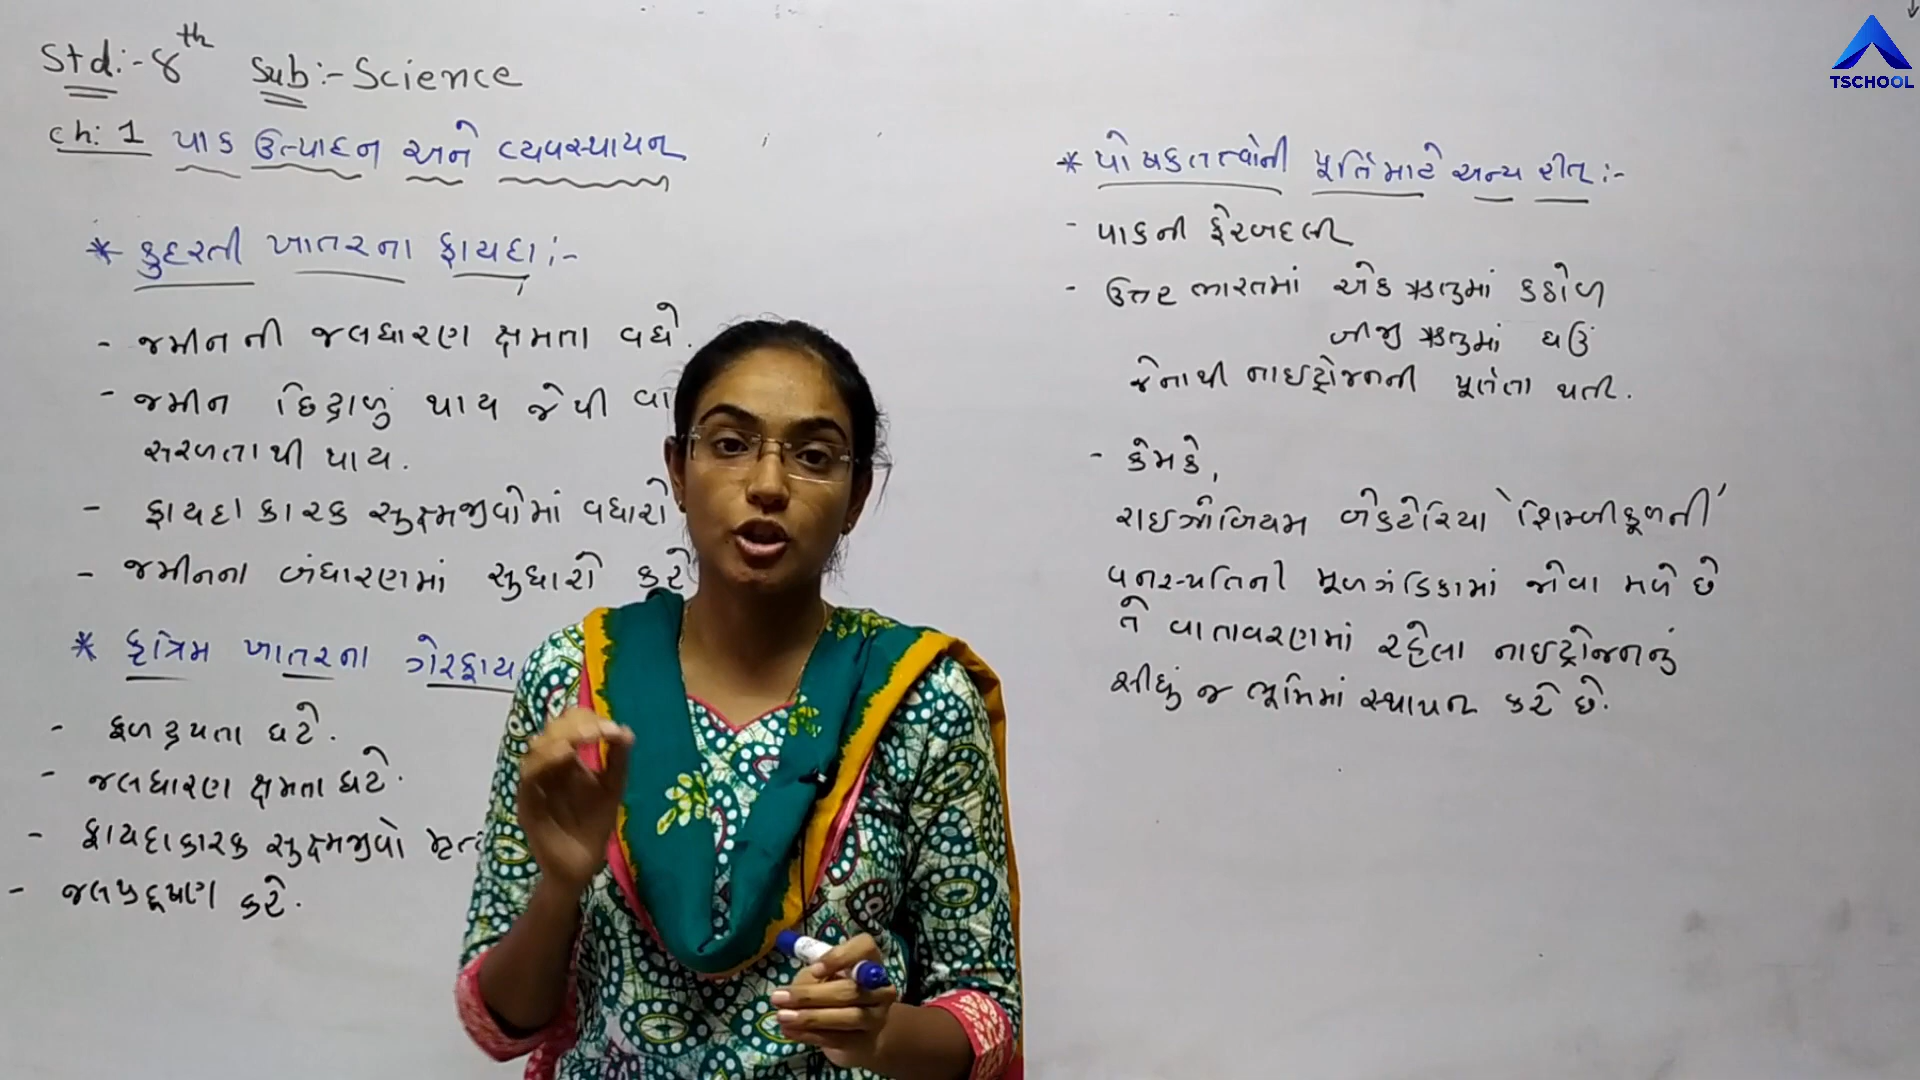 Std:- 8th Sub:- Science
Ch: 1 પાક ઉત્પાદન અને વ્યવસ્થાપન
* કુદરતી ખાતરના ફાયદા :-
- જમીનની જલધારણ ક્ષમતા વધે.
- જમીન છિદ્રાળું થાય જેથી
સરળતાથી થાય.
- ફાયદાકારક સુક્ષ્મજીવોમાં વધારો
- જમીનના બંધારણમાં સુધારો કરે
* કૃત્રિમ ખાતરના
- ફળદ્રુપતા ઘટે.
- જલધારણ ક્ષમતા ઘટે.
- ફાયદાકારક સુક્ષ્મજીવો
- જલપ્રદૂષણ કરે.
* પોષકતત્વોની પૂર્તિ માટે અન્ય રીત :-
- પાકની ફેરબદલી
- ઉત્તર ભારતમાં એક ઋતુમાં કઠોળ
બીજી ઋતુમાં ઘઉં
જેનાથી નાઇટ્રોજનની પૂર્તતા થતી.
- કેમકે,
રાઇઝોબિયમ બેક્ટેરિયા 'શિમ્બીકૂળની'
વનસ્પતિની મૂળગંડિકામાં જોવા મળે છે
તે વાતાવરણમાં રહેલા નાઇટ્રોજનનું
સીધું જ ભૂમિમાં સ્થાપન કરે છે.
TSCHOOL